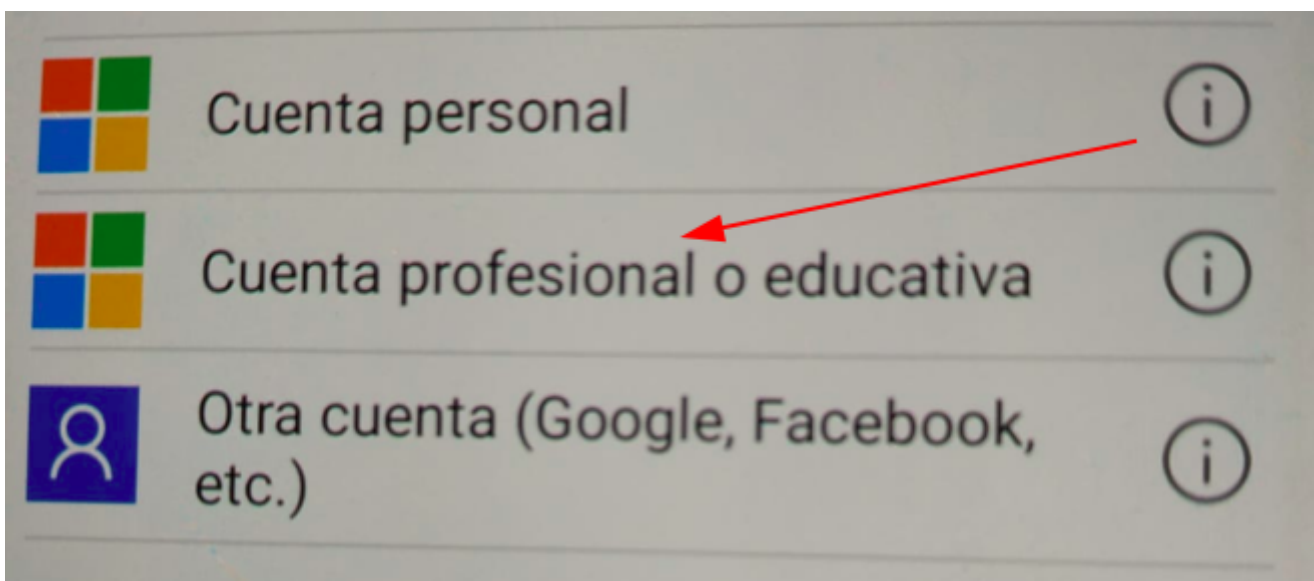 Cuenta personal
Cuenta profesional o educativa
Otra cuenta (Google, Facebook,
etc.)